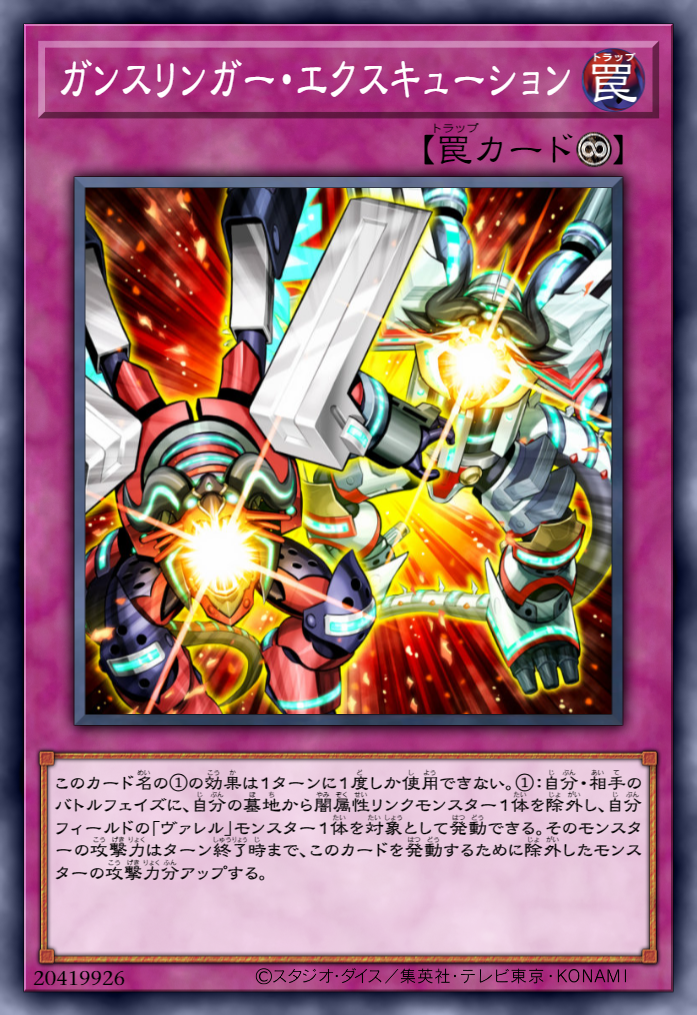 ガンスリンガー・エクスキューション 罠 トラップ
【罠カード】 トラップ
このカード名の①の効果は1ターンに1度しか使用できない。①：自分・相手の
バトルフェイズに、自分の墓地から闇属性リンクモンスター1体を除外し、自分
フィールドの「ヴァレル」モンスター1体を対象として発動できる。そのモンスタ
ーの攻撃力はターン終了時まで、このカードを発動するために除外したモンス
ターの攻撃力分アップする。
20419926 ©スタジオ・ダイス／集英社・テレビ東京・KONAMI